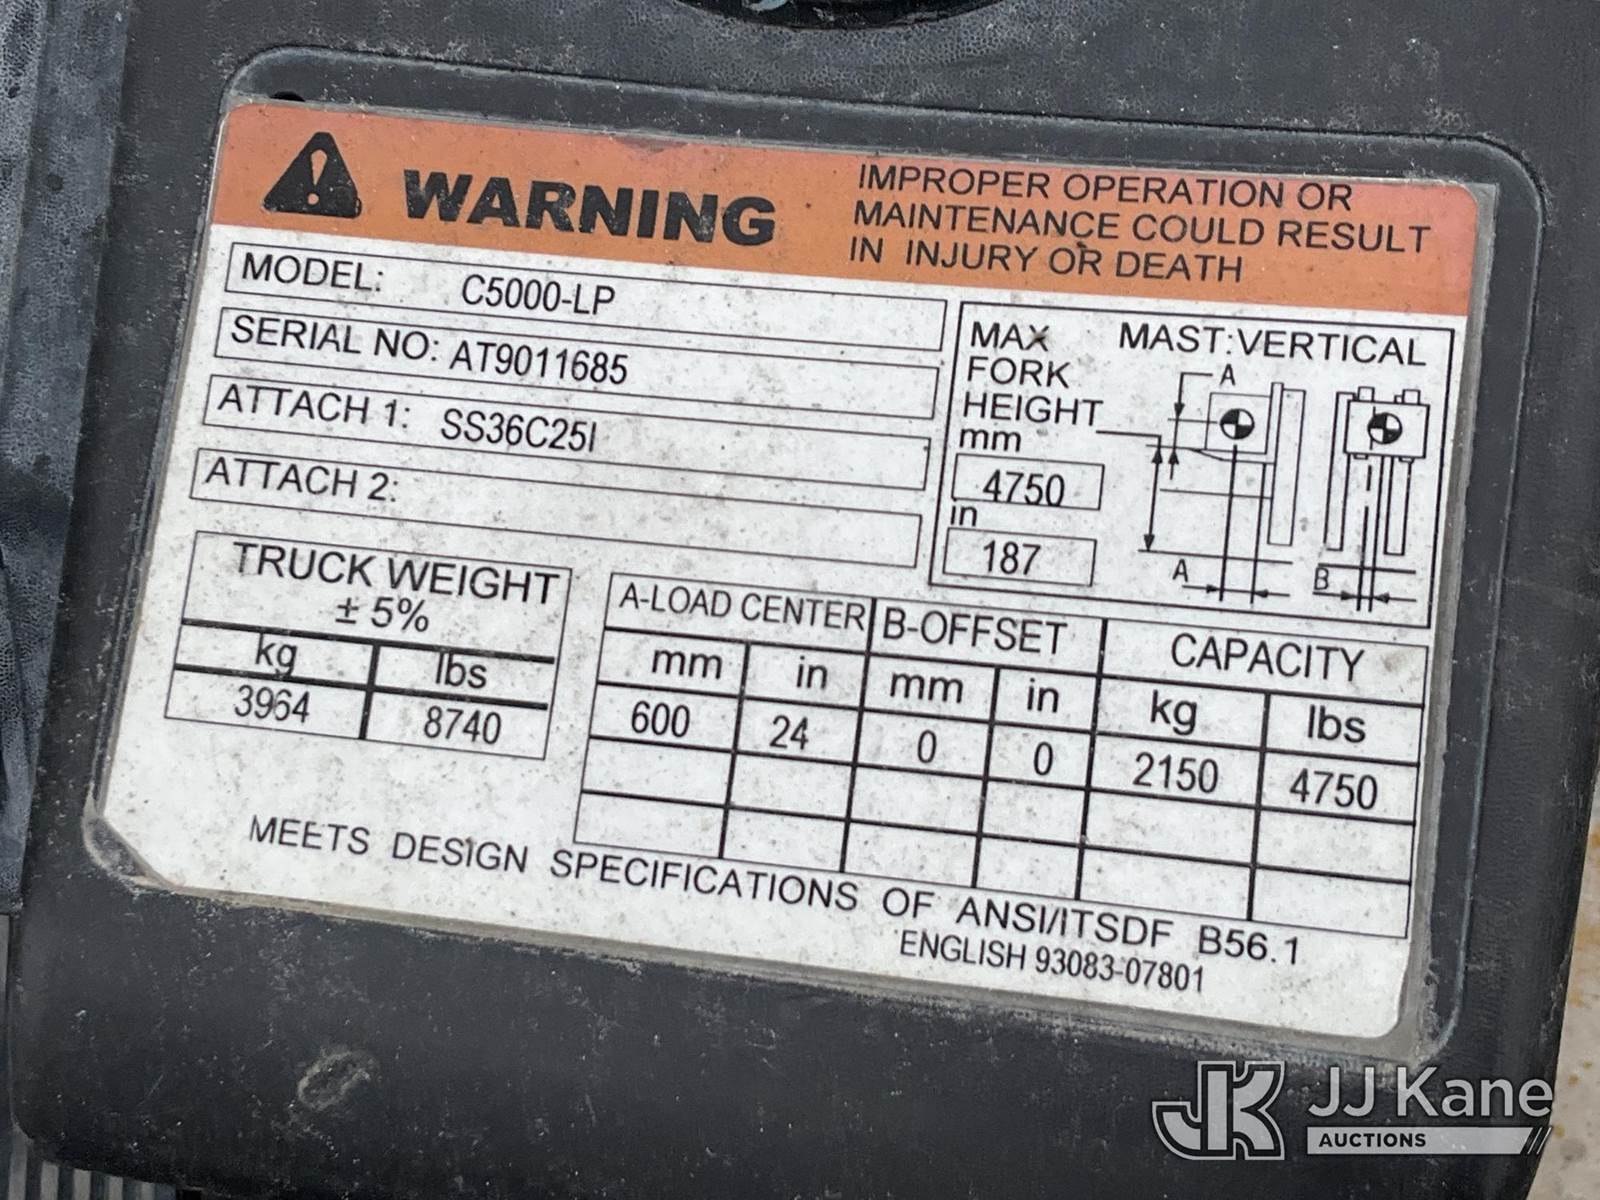 WARNING
IMPROPER OPERATION OR
MAINTENANCE COULD RESULT
IN INJURY OR DEATH
MODEL: C5000-LP
SERIAL NO: AT9011685
ATTACH 1: SS36C25I
ATTACH 2:
MAX FORK HEIGHT
mm
4750
in
187
MAST:VERTICAL
A
A
B
TRUCK WEIGHT
± 5%
kg lbs
3964 8740
A-LOAD CENTER B-OFFSET CAPACITY
mm in mm in kg lbs
600 24 0 0 2150 4750
MEETS DESIGN SPECIFICATIONS OF ANSI/ITSDF B56.1
ENGLISH 93083-07801
JK JJ Kane
AUCTIONS